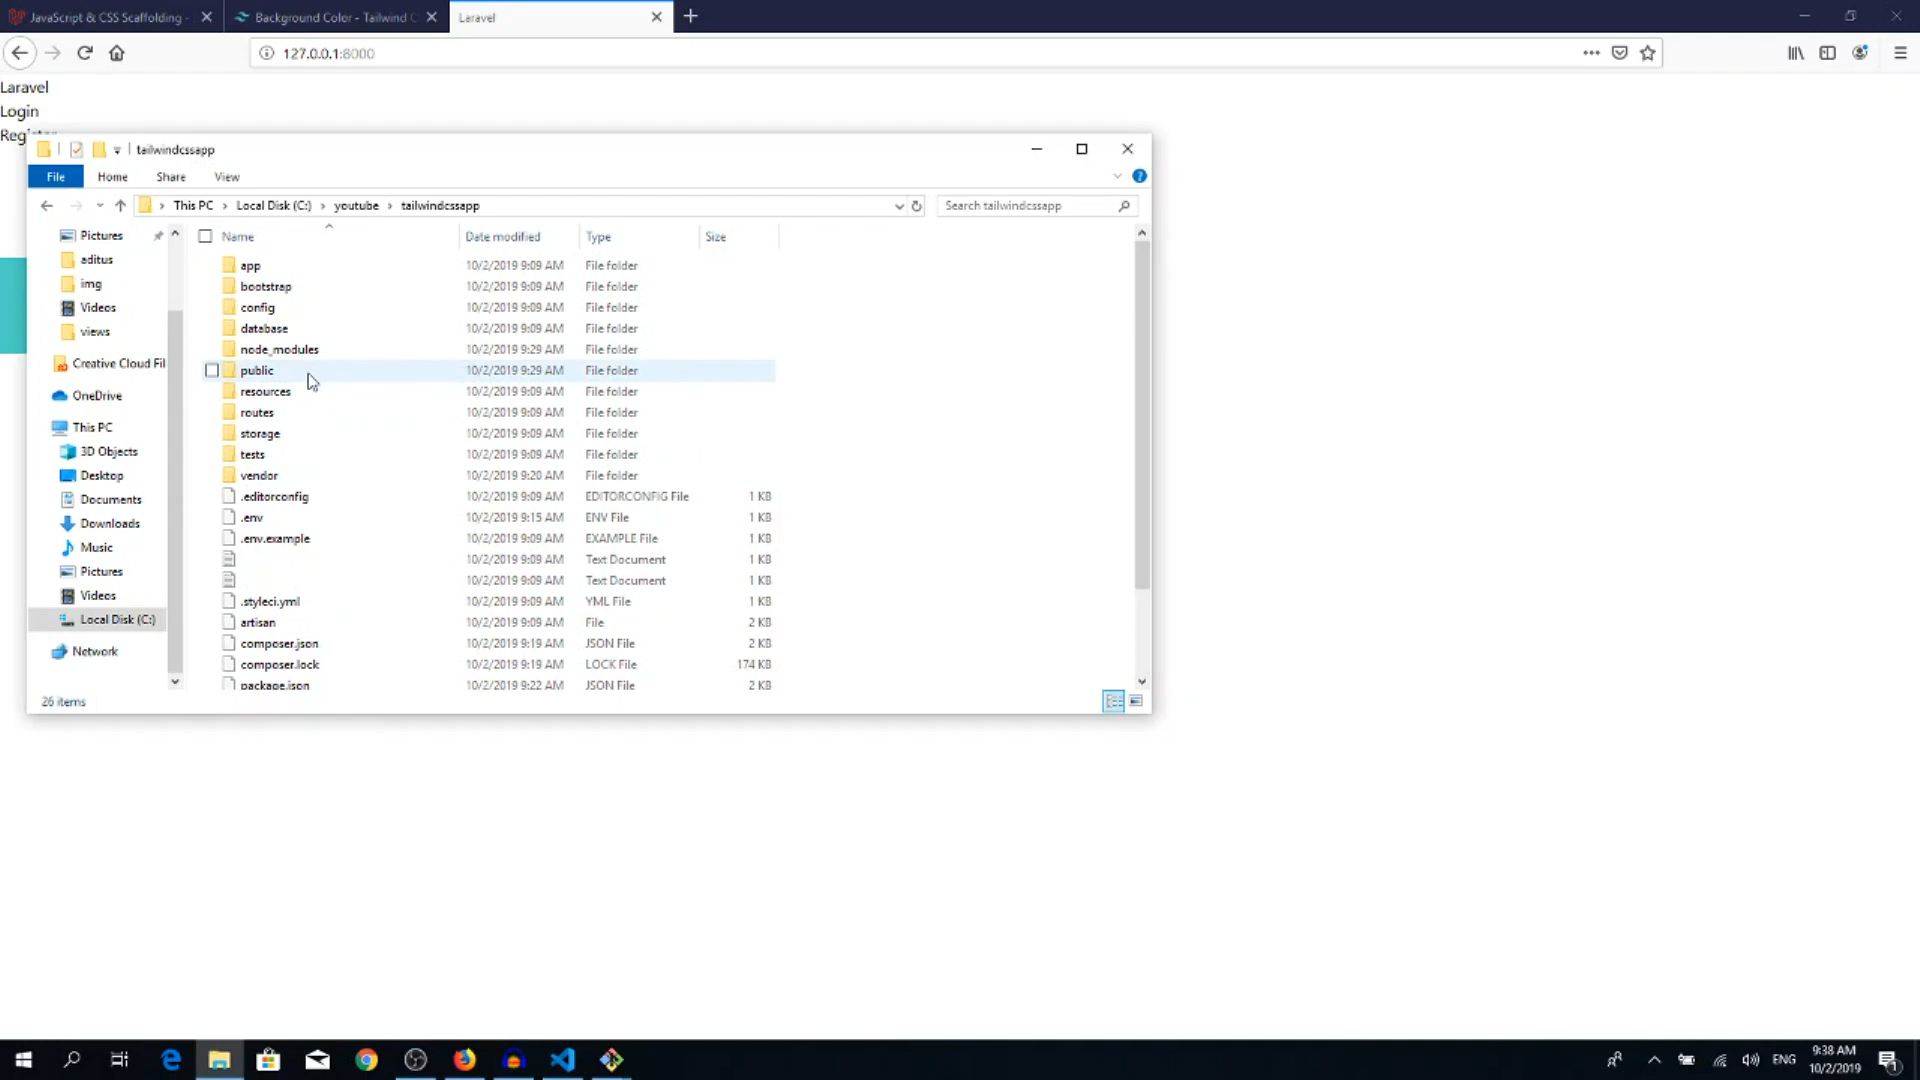 JavaScript & CSS Scaffolding -
Background Color - Tailwind C
Laravel
127.0.0.1:8000
Laravel
Login
Register
tailwindcssapp
File Home Share View
This PC › Local Disk (C:) › youtube › tailwindcssapp
Search tailwindcssapp
Name Date modified Type Size
Pictures
aditus
img
Videos
views
Creative Cloud Fil
OneDrive
This PC
3D Objects
Desktop
Documents
Downloads
Music
Pictures
Videos
Local Disk (C:)
Network
app 10/2/2019 9:09 AM File folder
bootstrap 10/2/2019 9:09 AM File folder
config 10/2/2019 9:09 AM File folder
database 10/2/2019 9:09 AM File folder
node_modules 10/2/2019 9:29 AM File folder
public 10/2/2019 9:29 AM File folder
resources 10/2/2019 9:09 AM File folder
routes 10/2/2019 9:09 AM File folder
storage 10/2/2019 9:09 AM File folder
tests 10/2/2019 9:09 AM File folder
vendor 10/2/2019 9:20 AM File folder
.editorconfig 10/2/2019 9:09 AM EDITORCONFIG File 1 KB
.env 10/2/2019 9:15 AM ENV File 1 KB
.env.example 10/2/2019 9:09 AM EXAMPLE File 1 KB
10/2/2019 9:09 AM Text Document 1 KB
10/2/2019 9:09 AM Text Document 1 KB
.styleci.yml 10/2/2019 9:09 AM YML File 1 KB
artisan 10/2/2019 9:09 AM File 2 KB
composer.json 10/2/2019 9:19 AM JSON File 2 KB
composer.lock 10/2/2019 9:19 AM LOCK File 174 KB
package.json 10/2/2019 9:22 AM JSON File 2 KB
26 items
ENG
9:38 AM
10/2/2019
1